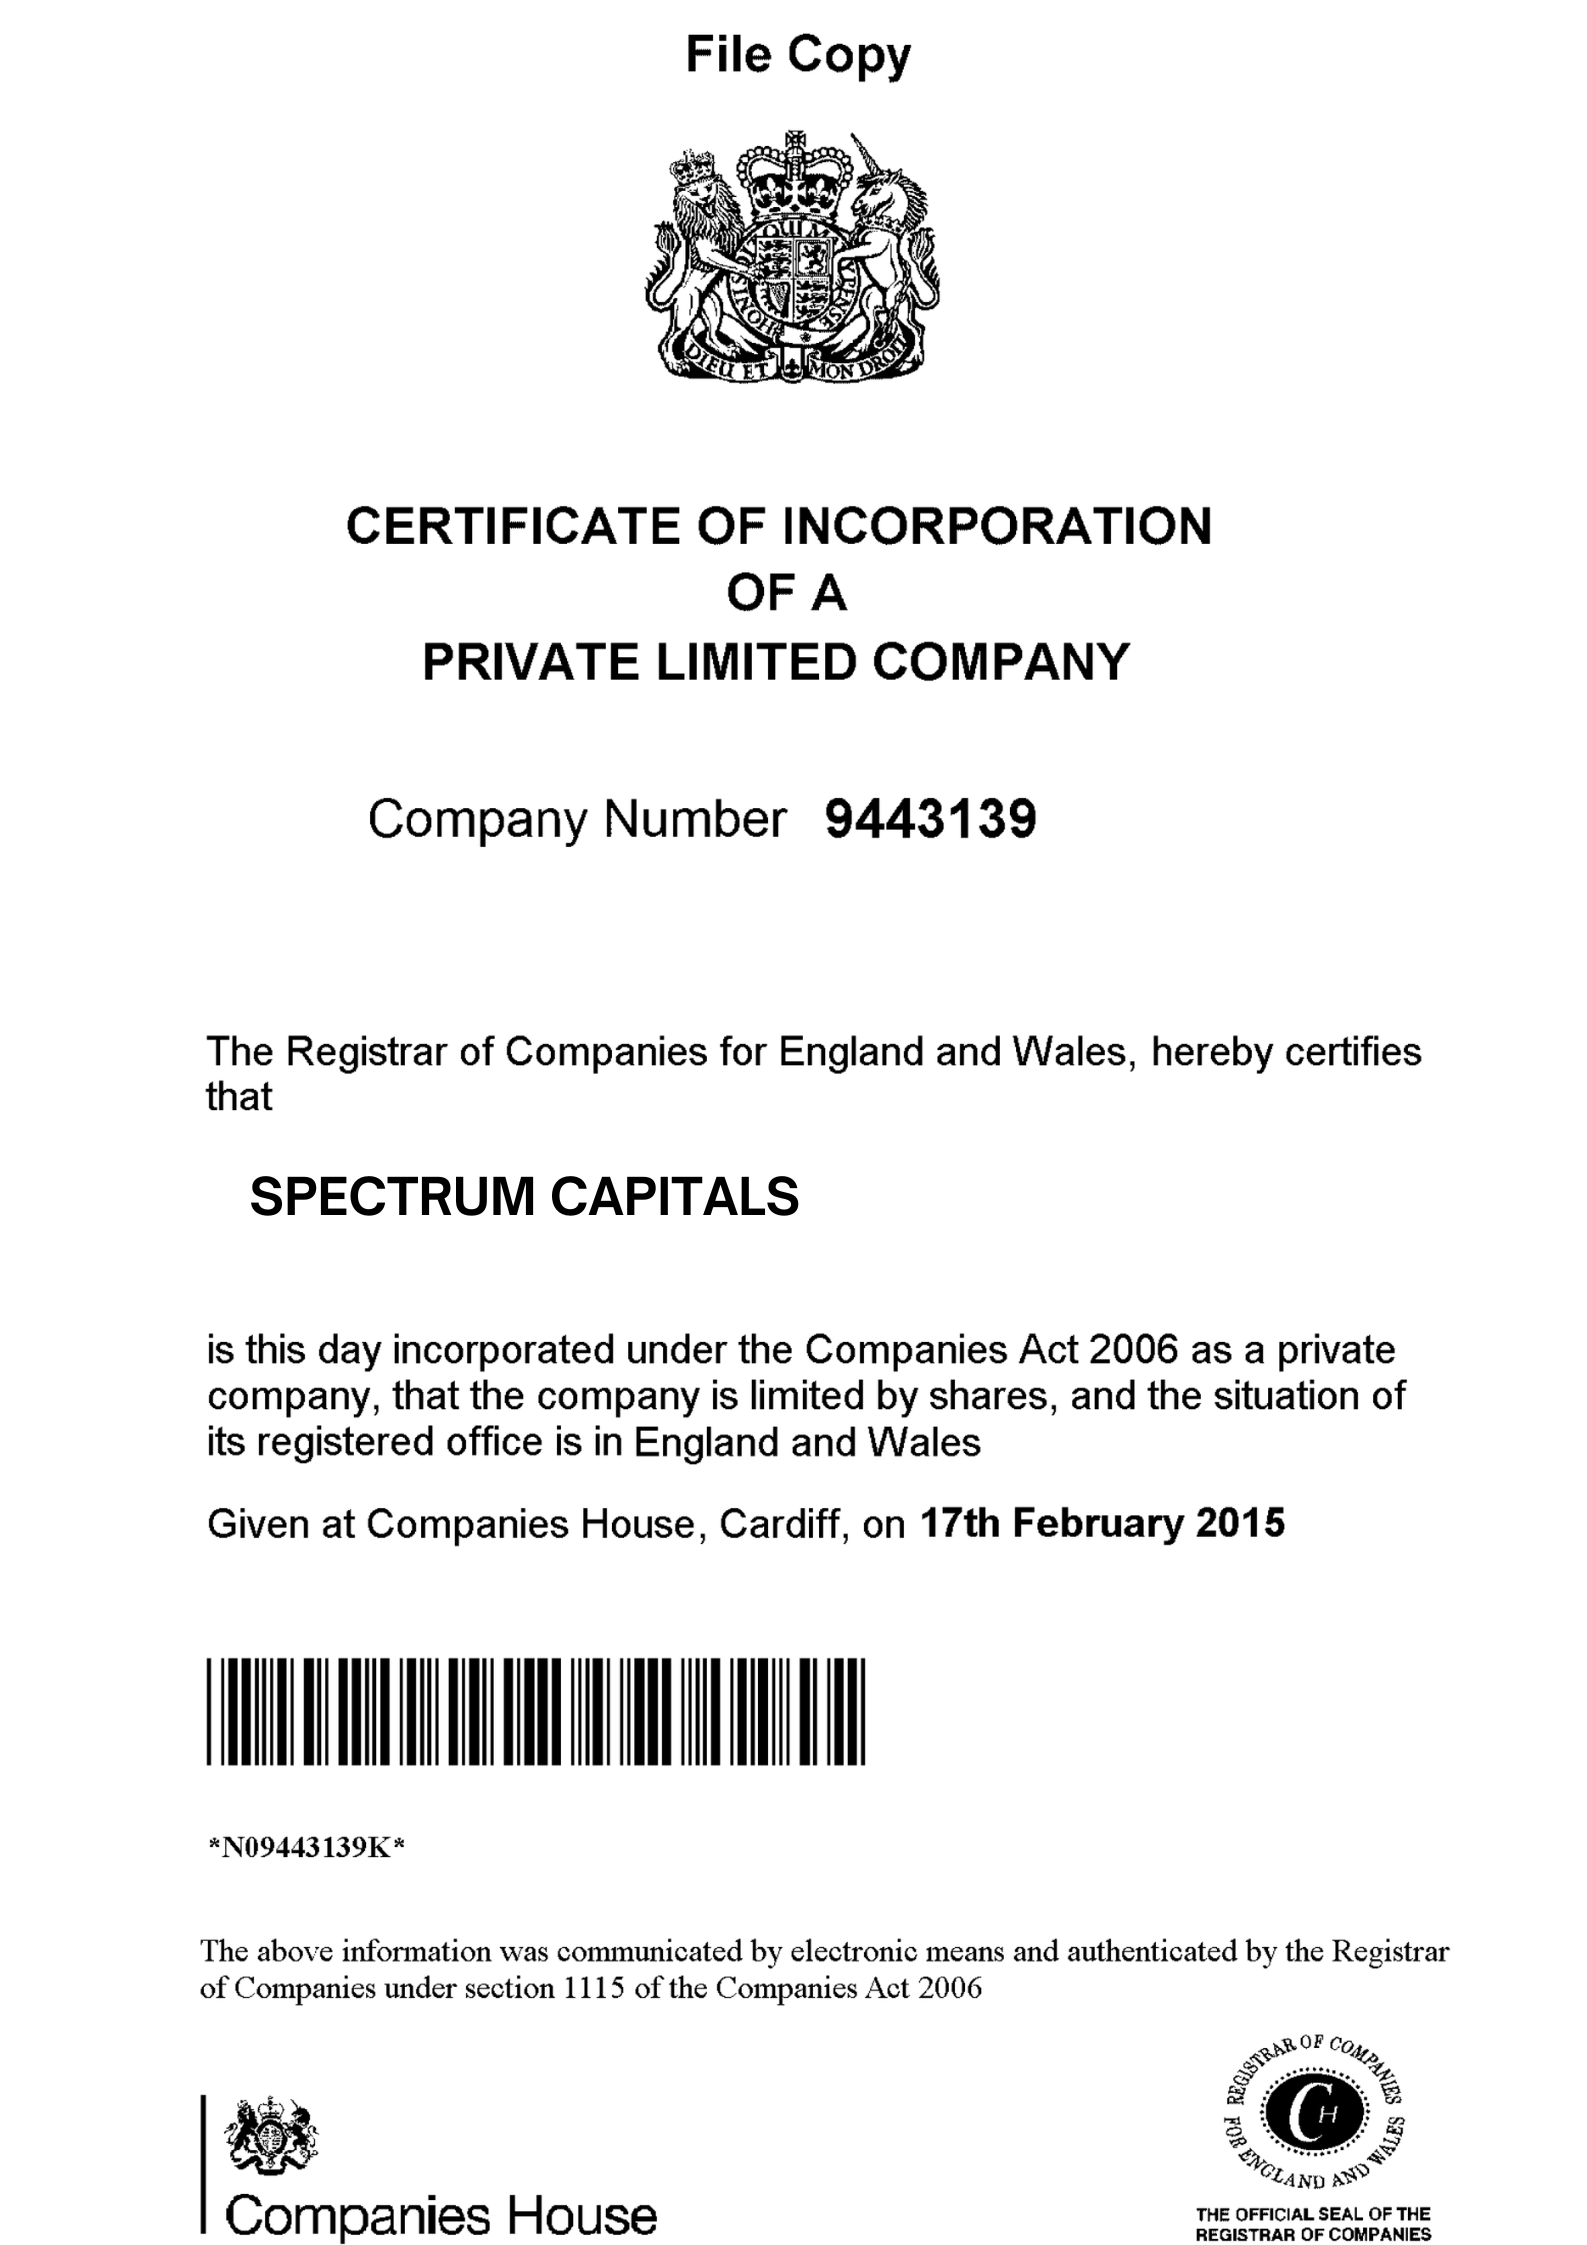 File Copy
DIEU ET MON DROIT
CERTIFICATE OF INCORPORATION
OF A
PRIVATE LIMITED COMPANY
Company Number 9443139
The Registrar of Companies for England and Wales, hereby certifies
that
SPECTRUM CAPITALS
is this day incorporated under the Companies Act 2006 as a private
company, that the company is limited by shares, and the situation of
its registered office is in England and Wales
Given at Companies House, Cardiff, on 17th February 2015
*N09443139K*
The above information was communicated by electronic means and authenticated by the Registrar
of Companies under section 1115 of the Companies Act 2006
Companies House
REGISTRAR OF COMPANIES
FOR ENGLAND AND WALES
CH
THE OFFICIAL SEAL OF THE
REGISTRAR OF COMPANIES